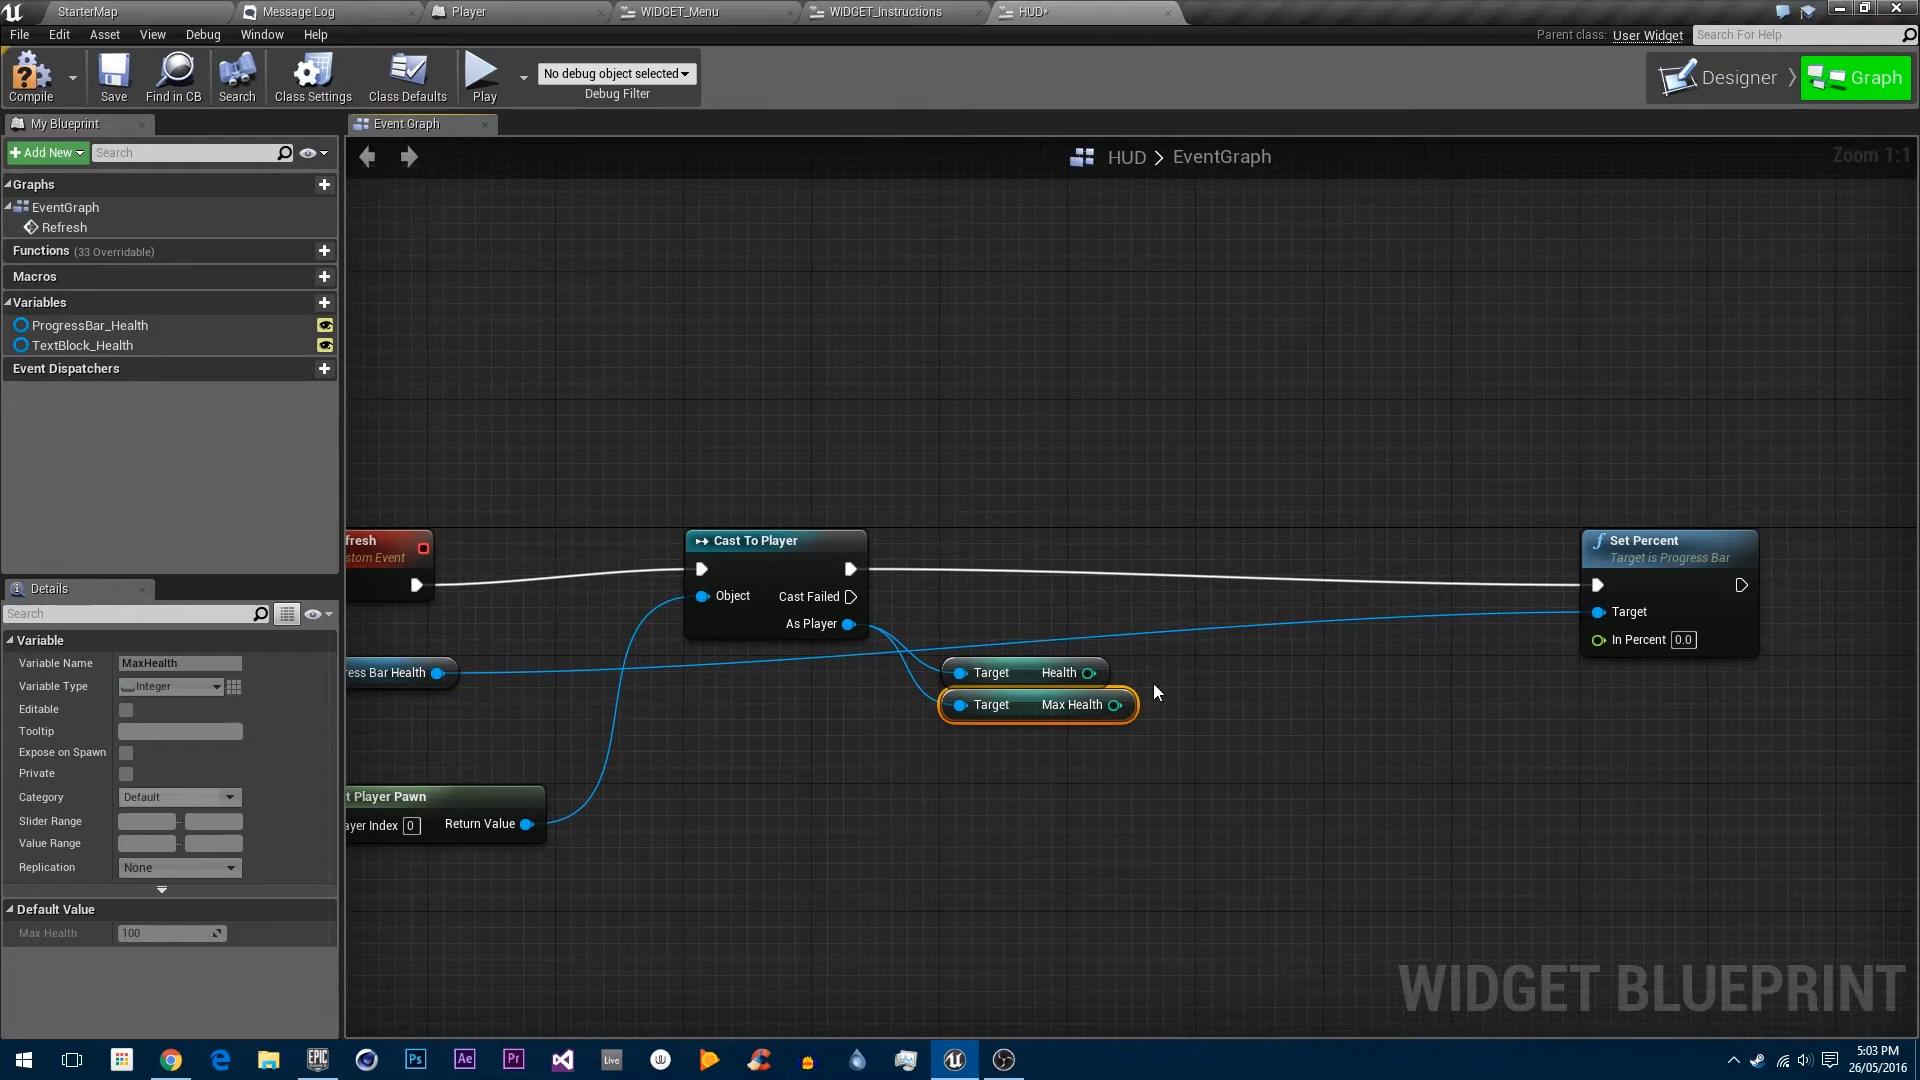 StarterMap
Message Log
Player
WIDGET_Menu
WIDGET_Instructions
HUD*
File Edit Asset View Debug Window Help
Parent class: User Widget
Search For Help
Compile
Save
Find in CB
Search
Class Settings
Class Defaults
Play
No debug object selected
Debug Filter
Designer
Graph
My Blueprint
Event Graph
Add New
Search
HUD > EventGraph
Zoom 1:1
Graphs
EventGraph
Refresh
Functions (33 Overridable)
Macros
Variables
ProgressBar_Health
TextBlock_Health
Event Dispatchers
fresh
stom Event
Cast To Player
Object
Cast Failed
As Player
Set Percent
Target is Progress Bar
Target
In Percent 0.0
ress Bar Health
Target Health
Target Max Health
t Player Pawn
ayer Index 0
Return Value
Details
Search
Variable
Variable Name MaxHealth
Variable Type Integer
Editable
Tooltip
Expose on Spawn
Private
Category Default
Slider Range
Value Range
Replication None
Default Value
Max Health 100
WIDGET BLUEPRINT
EPIC GAMES
Ps
Ae
Pr
Live
5:03 PM
26/05/2016